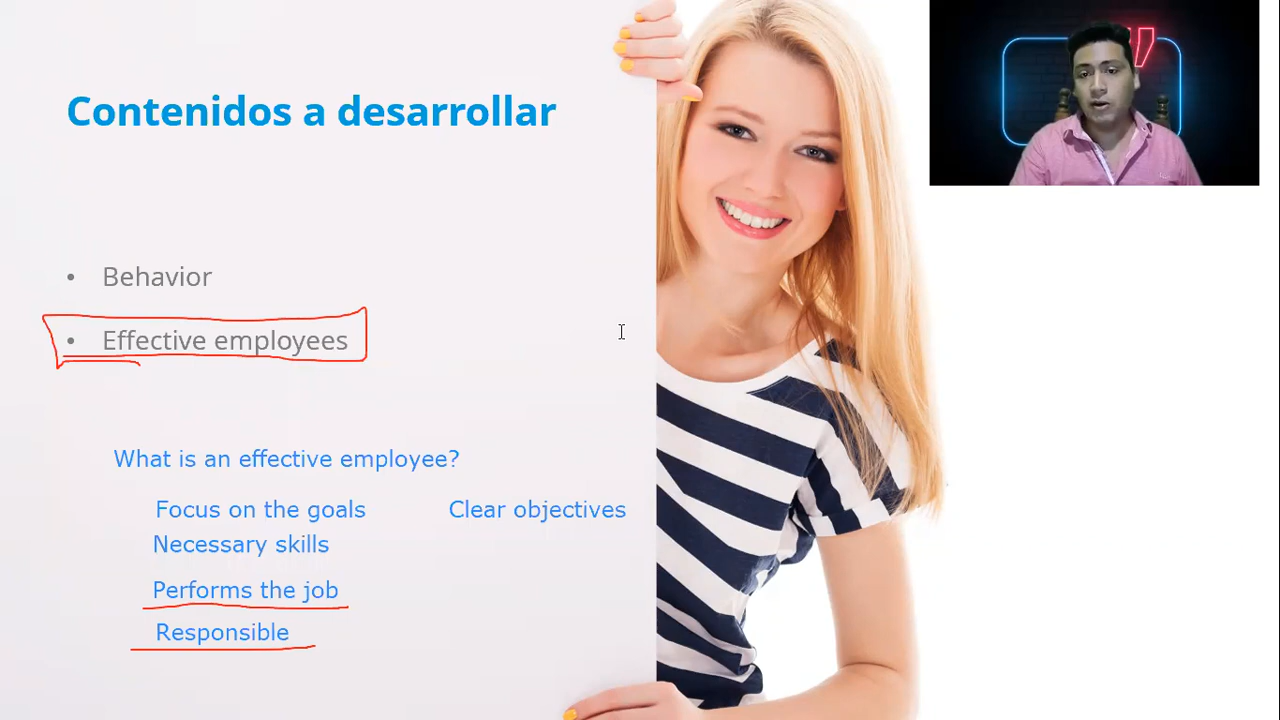 Contenidos a desarrollar
• Behavior
• Effective employees
What is an effective employee?
Focus on the goals Clear objectives
Necessary skills
Performs the job
Responsible